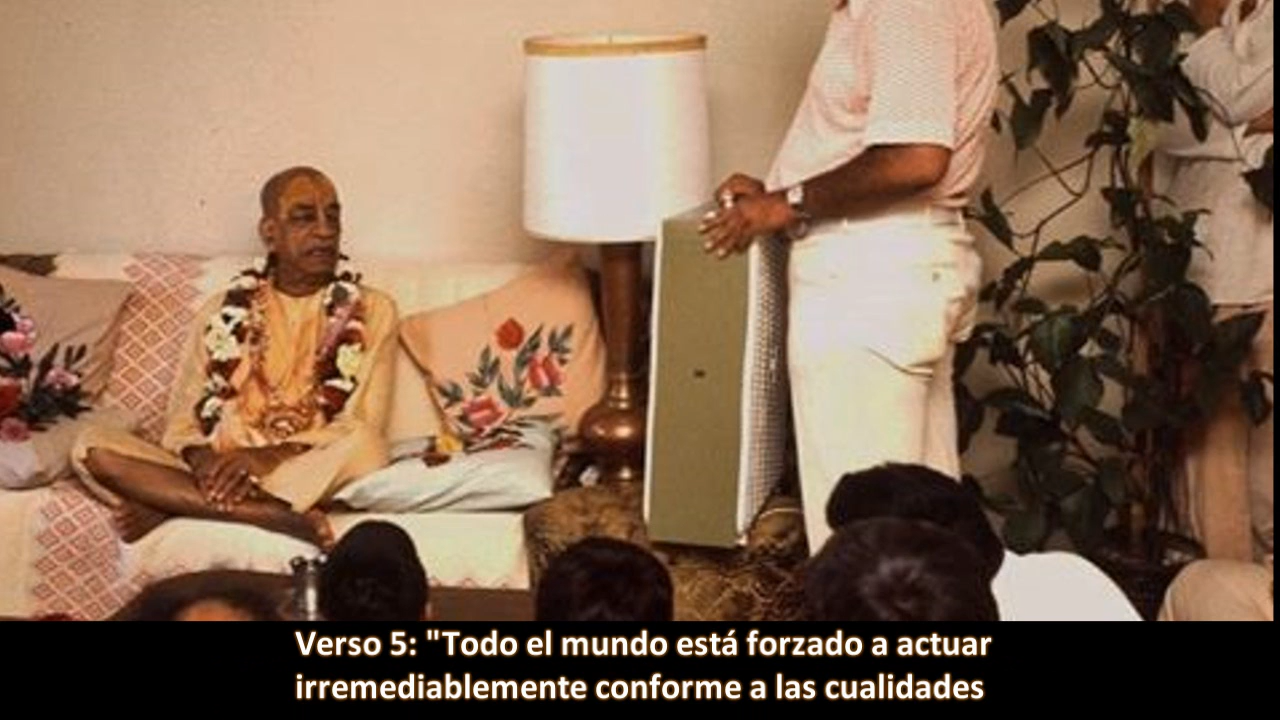 Verso 5: "Todo el mundo está forzado a actuar
irremediablemente conforme a las cualidades